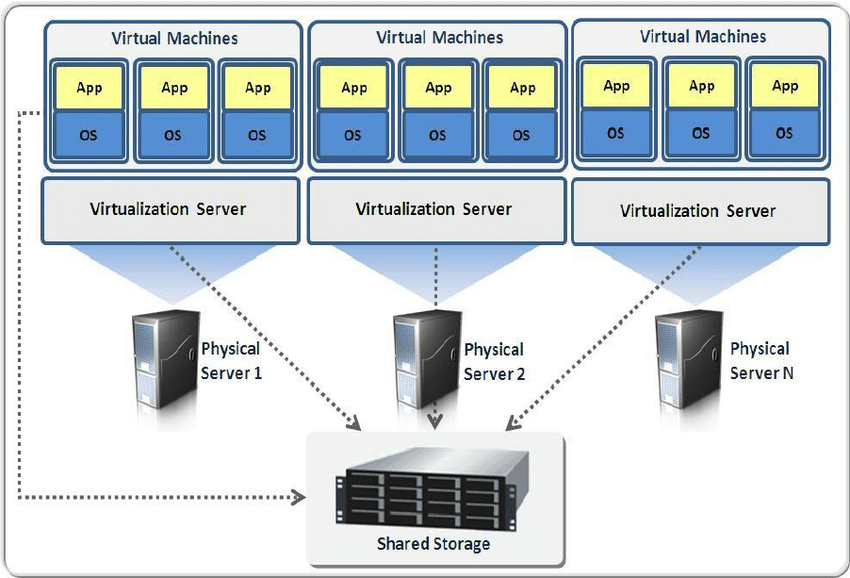 Virtual Machines
Virtual Machines
Virtual Machines
App
App
App
App
App
App
App
App
App
OS
OS
OS
OS
OS
OS
OS
OS
OS
Virtualization Server
Virtualization Server
Virtualization Server
Physical
Server 1
Physical
Server 2
Physical
Server N
Shared Storage